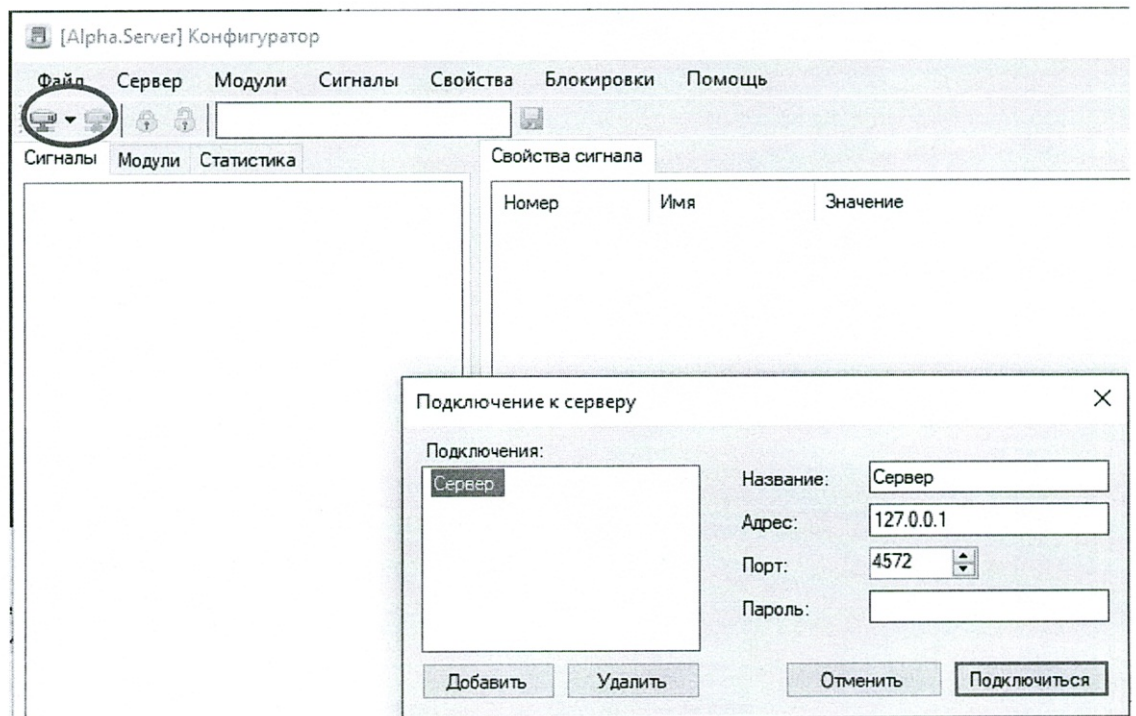 [Alpha.Server] Конфигуратор
Файл Сервер Модули Сигналы Свойства Блокировки Помощь
Сигналы Модули Статистика
Свойства сигнала
Номер Имя Значение
Подключение к серверу
Подключения:
Сервер
Название: Сервер
Адрес: 127.0.0.1
Порт: 4572
Пароль:
Добавить Удалить Отменить Подключиться